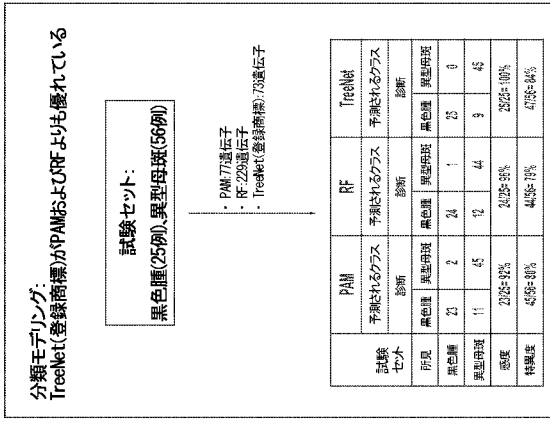 分類モデリング:
TreeNet(登録商標)がPAMおよびRFよりも優れている
試験セット:
黒色腫(25例)、異型母斑(56例)
・ PAM:77遺伝子
・ RF:229遺伝子
・ TreeNet(登録商標):73遺伝子
PAM RF TreeNet
試験セット 予測されるクラス 予測されるクラス 予測されるクラス
診断 診断 診断
所見 黒色腫 異型母斑 黒色腫 異型母斑 黒色腫 異型母斑
黒色腫 23 2 24 1 25 0
異型母斑 11 45 12 44 9 46
感度 23/25= 92% 24/25= 96% 25/25= 100%
特異度 45/56= 80% 44/56= 79% 47/56= 84%